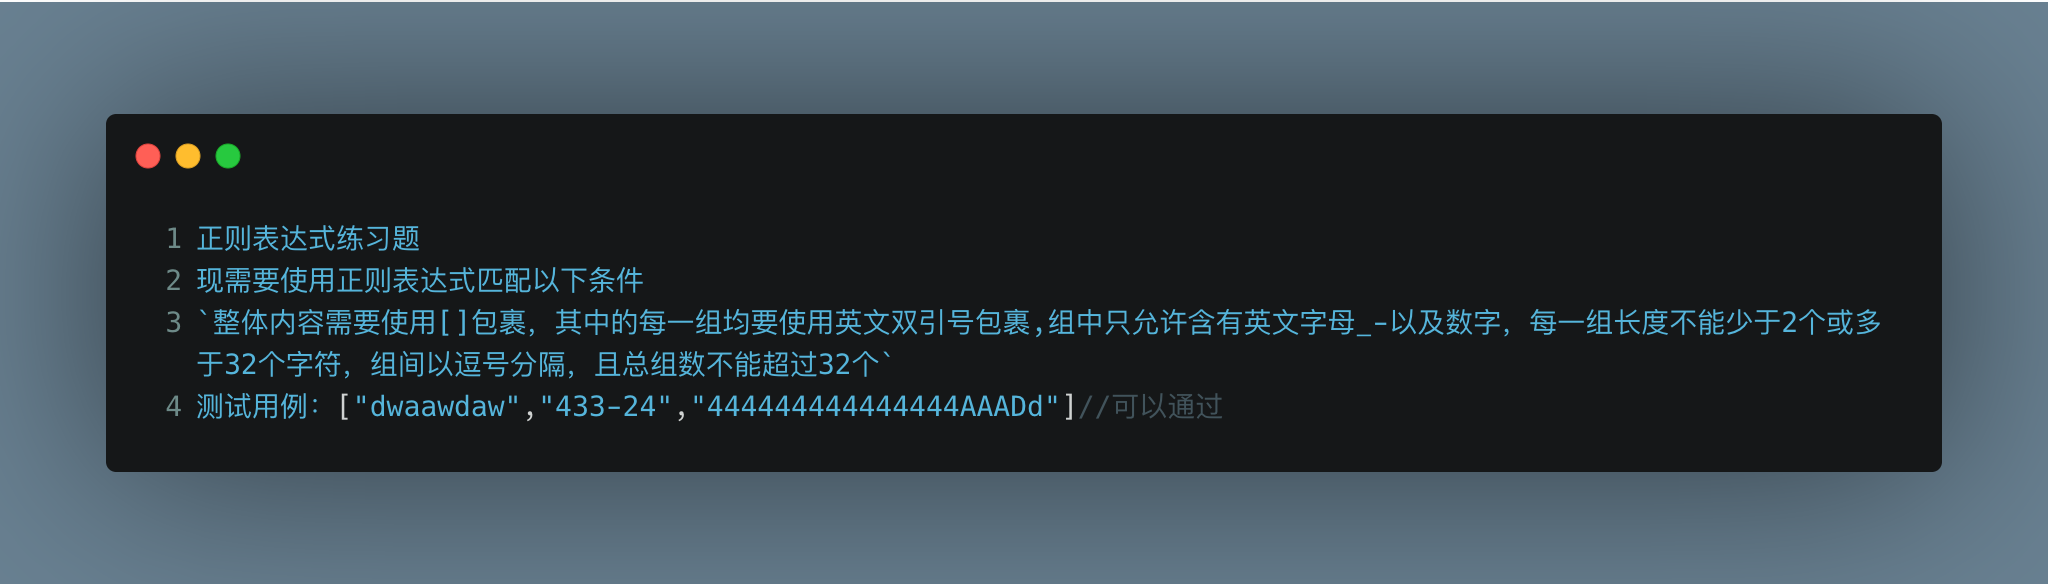 1 正则表达式练习题
2 现需要使用正则表达式匹配以下条件
3 `整体内容需要使用[]包裹，其中的每一组均要使用英文双引号包裹,组中只允许含有英文字母_-以及数字，每一组长度不能少于2个或多
于32个字符，组间以逗号分隔，且总组数不能超过32个`
4 测试用例：["dwaawdaw","433-24","444444444444444AAADd"]//可以通过